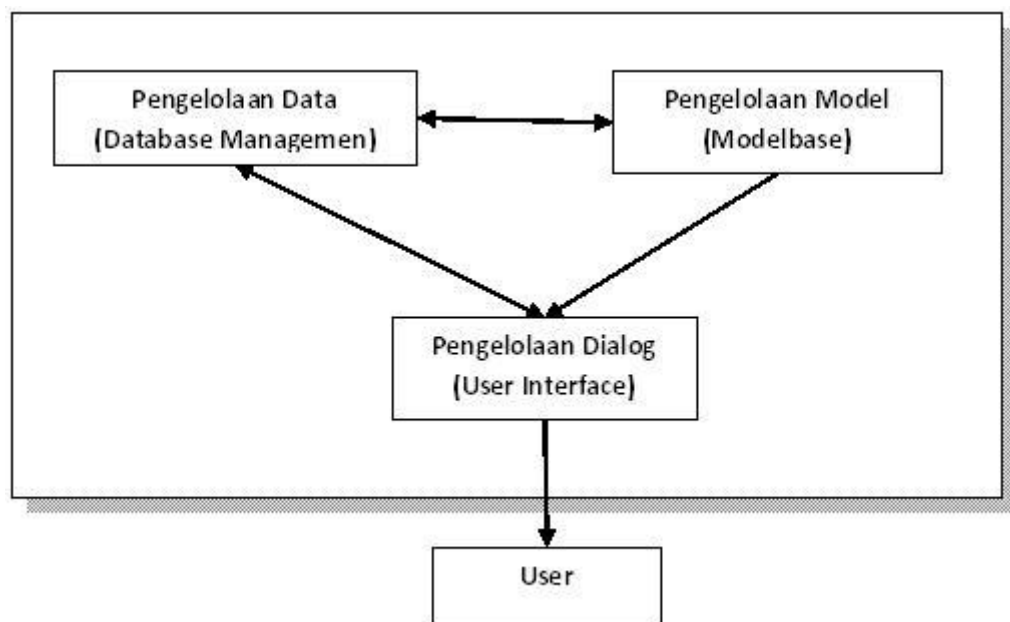 Pengelolaan Data
(Database Managemen)
Pengelolaan Model
(Modelbase)
Pengelolaan Dialog
(User Interface)
User